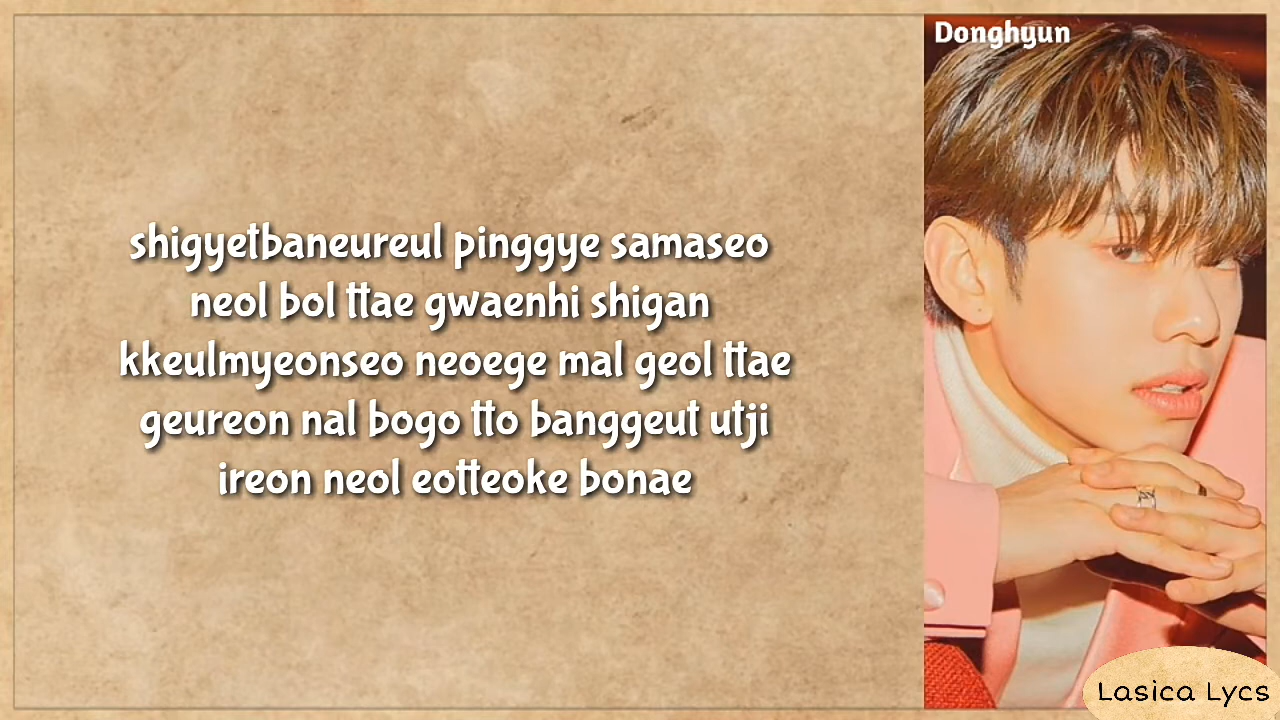 Donghyun
shigyetbaneureul pinggye samaseo
neol bol ttae gwaenhi shigan
kkeulmyeonseo neoege mal geol ttae
geureon nal bogo tto banggeut utji
ireon neol eotteoke bonae
Lasica Lycs